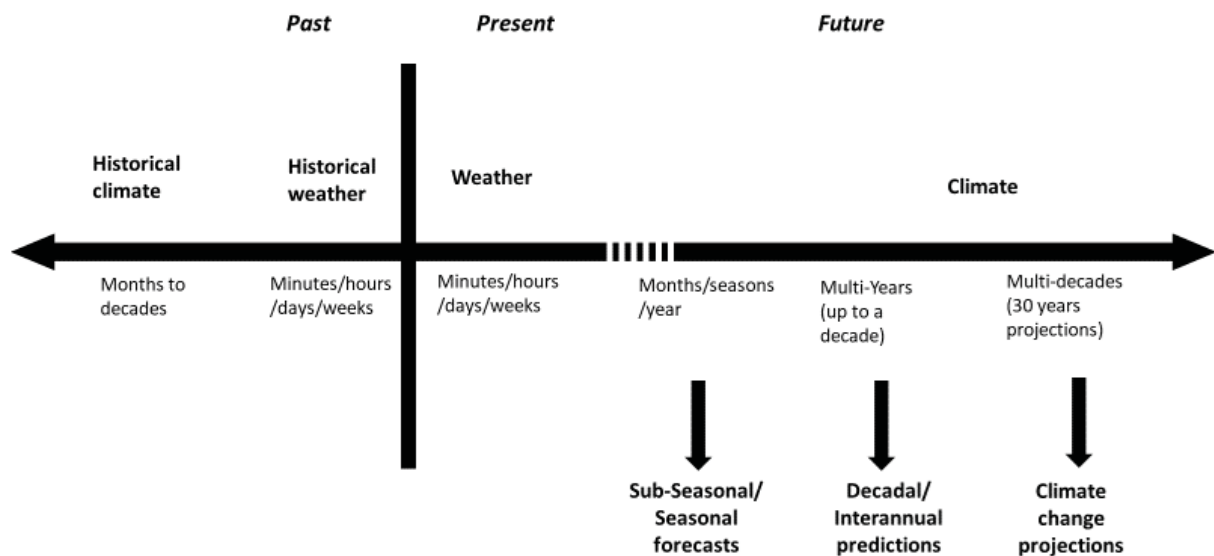 Past
Present
Future
Historical
climate
Historical
weather
Weather
Climate
Months to
decades
Minutes/hours
/days/weeks
Minutes/hours
/days/weeks
Months/seasons
/year
Multi-Years
(up to a
decade)
Multi-decades
(30 years
projections)
Sub-Seasonal/
Seasonal
forecasts
Decadal/
Interannual
predictions
Climate
change
projections